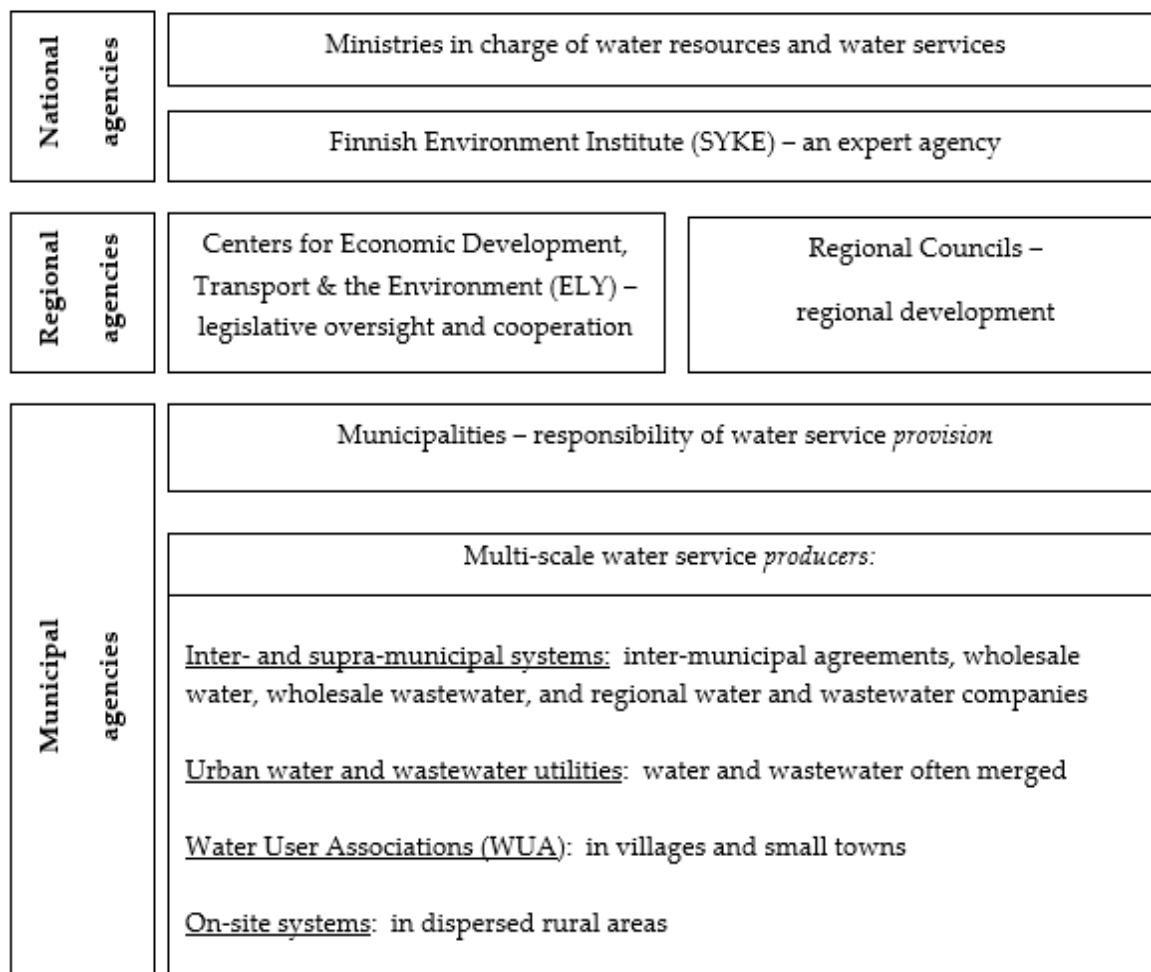 National
agencies
Ministries in charge of water resources and water services
Finnish Environment Institute (SYKE) – an expert agency
Regional
agencies
Centers for Economic Development,
Transport & the Environment (ELY) –
legislative oversight and cooperation
Regional Councils –
regional development
Municipal
agencies
Municipalities – responsibility of water service provision
Multi-scale water service producers:
Inter- and supra-municipal systems: inter-municipal agreements, wholesale
water, wholesale wastewater, and regional water and wastewater companies
Urban water and wastewater utilities: water and wastewater often merged
Water User Associations (WUA): in villages and small towns
On-site systems: in dispersed rural areas